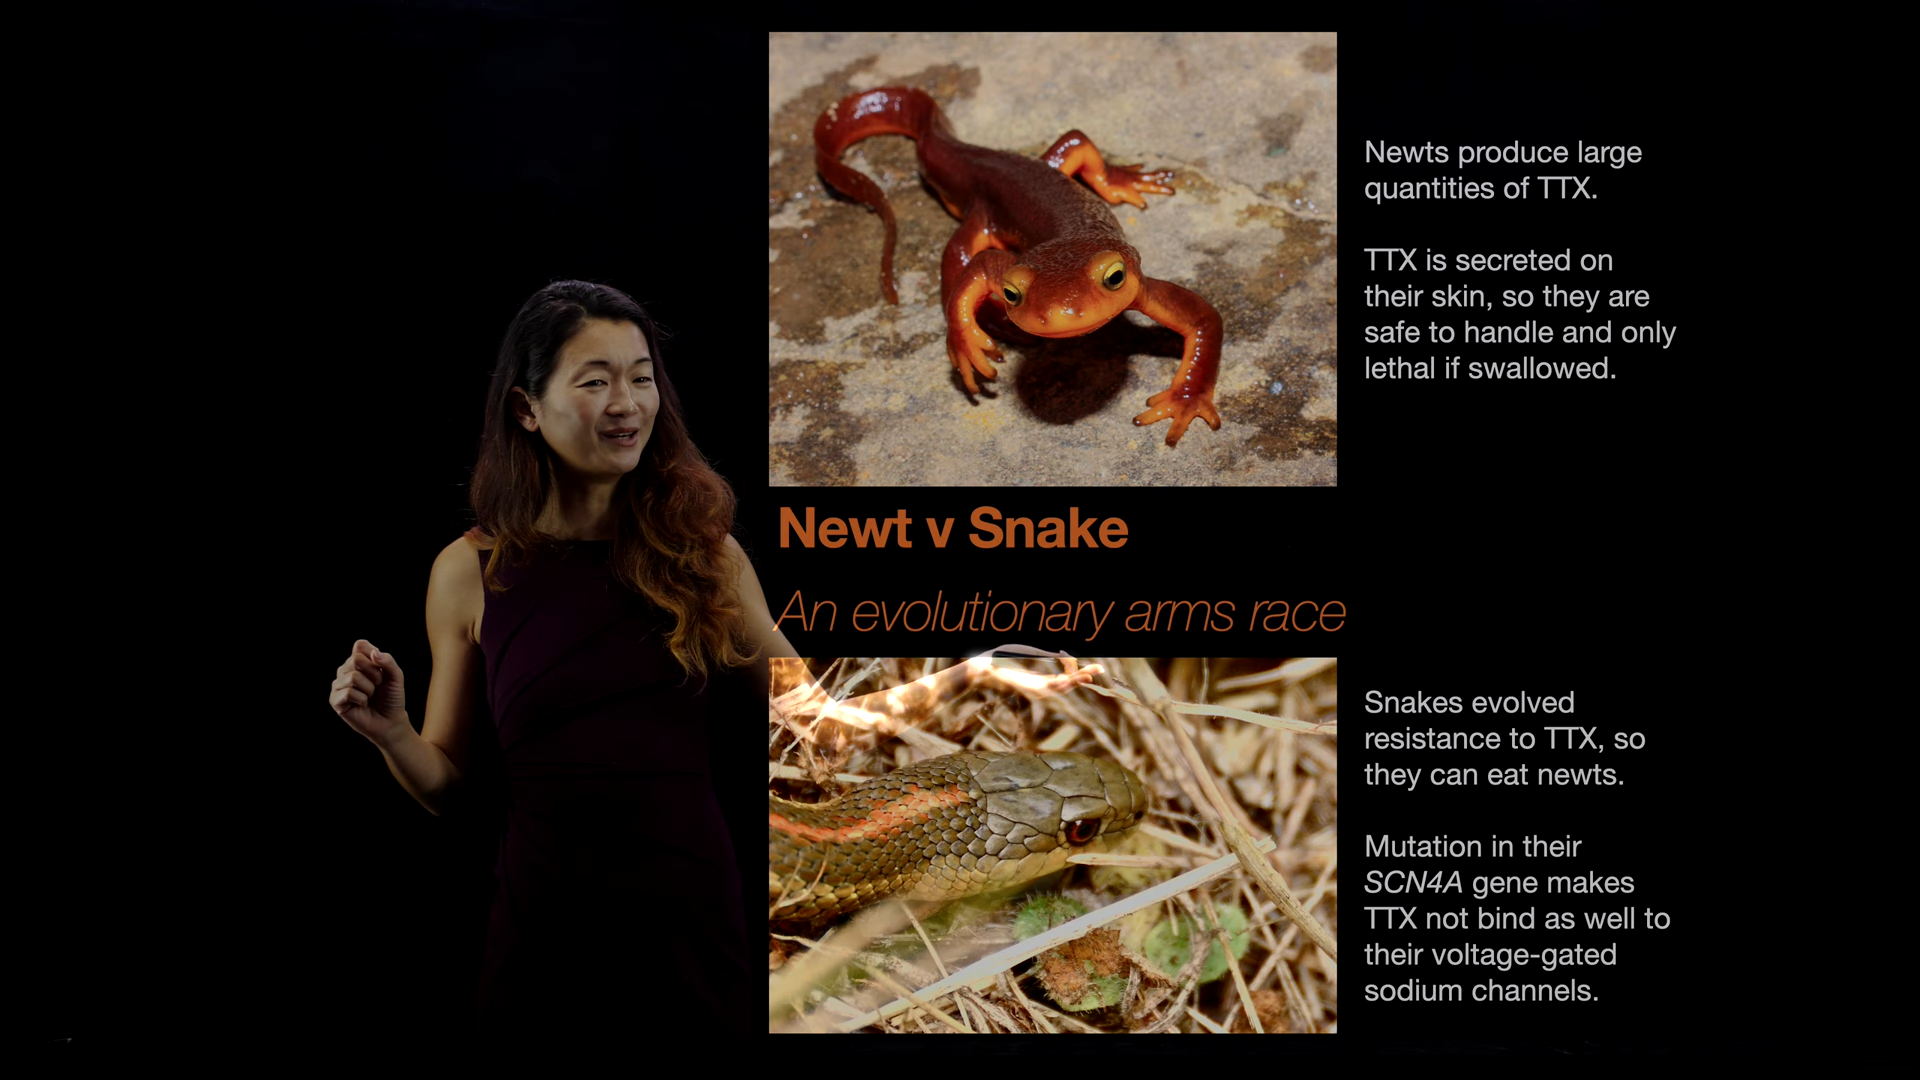 Newts produce large
quantities of TTX.
TTX is secreted on
their skin, so they are
safe to handle and only
lethal if swallowed.
Newt v Snake
An evolutionary arms race
Snakes evolved
resistance to TTX, so
they can eat newts.
Mutation in their
SCN4A gene makes
TTX not bind as well to
their voltage-gated
sodium channels.